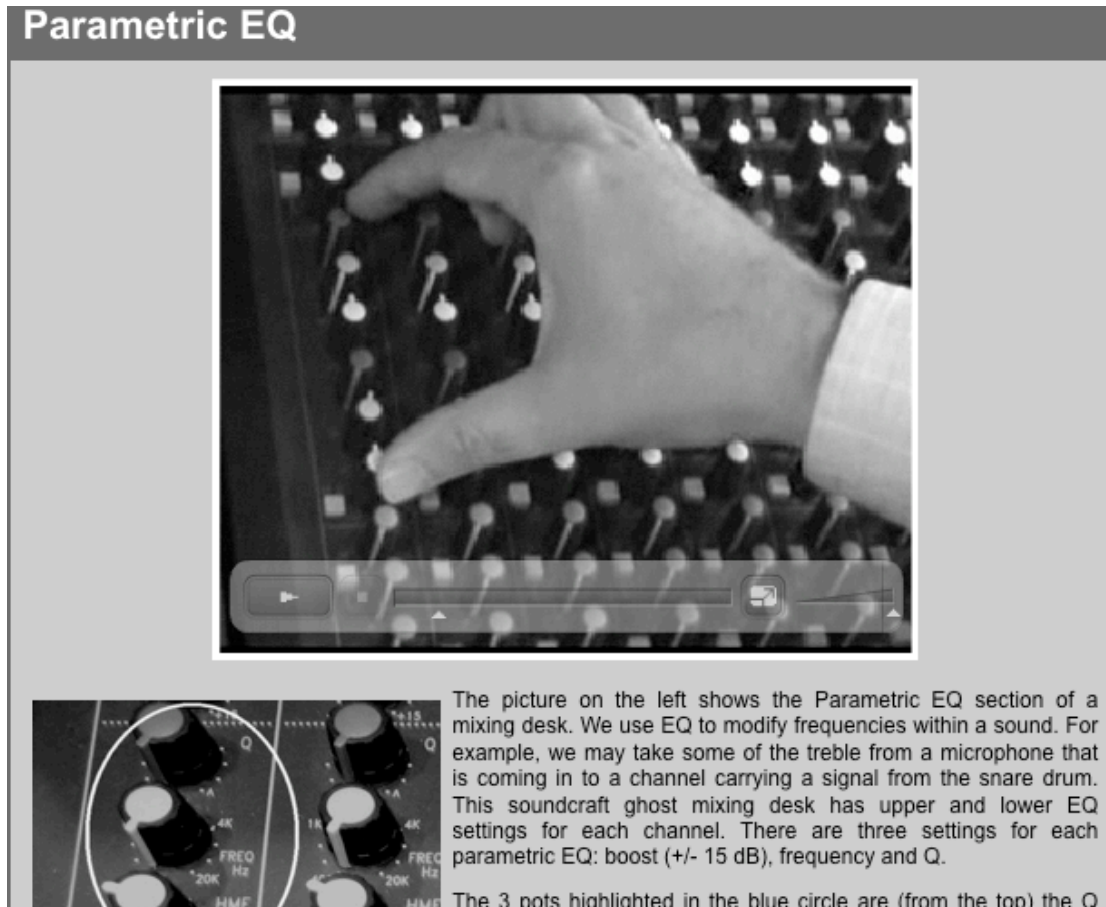 Parametric EQ
The picture on the left shows the Parametric EQ section of a
mixing desk. We use EQ to modify frequencies within a sound. For
example, we may take some of the treble from a microphone that
is coming in to a channel carrying a signal from the snare drum.
This soundcraft ghost mixing desk has upper and lower EQ
settings for each channel. There are three settings for each
parametric EQ: boost (+/- 15 dB), frequency and Q.
The 3 pots highlighted in the blue circle are (from the top) the Q
+15
+15
Q
Q
4K
1K
4K
FREQ
Hz
FREQ
Hz
20K
20K
HMF
HMF